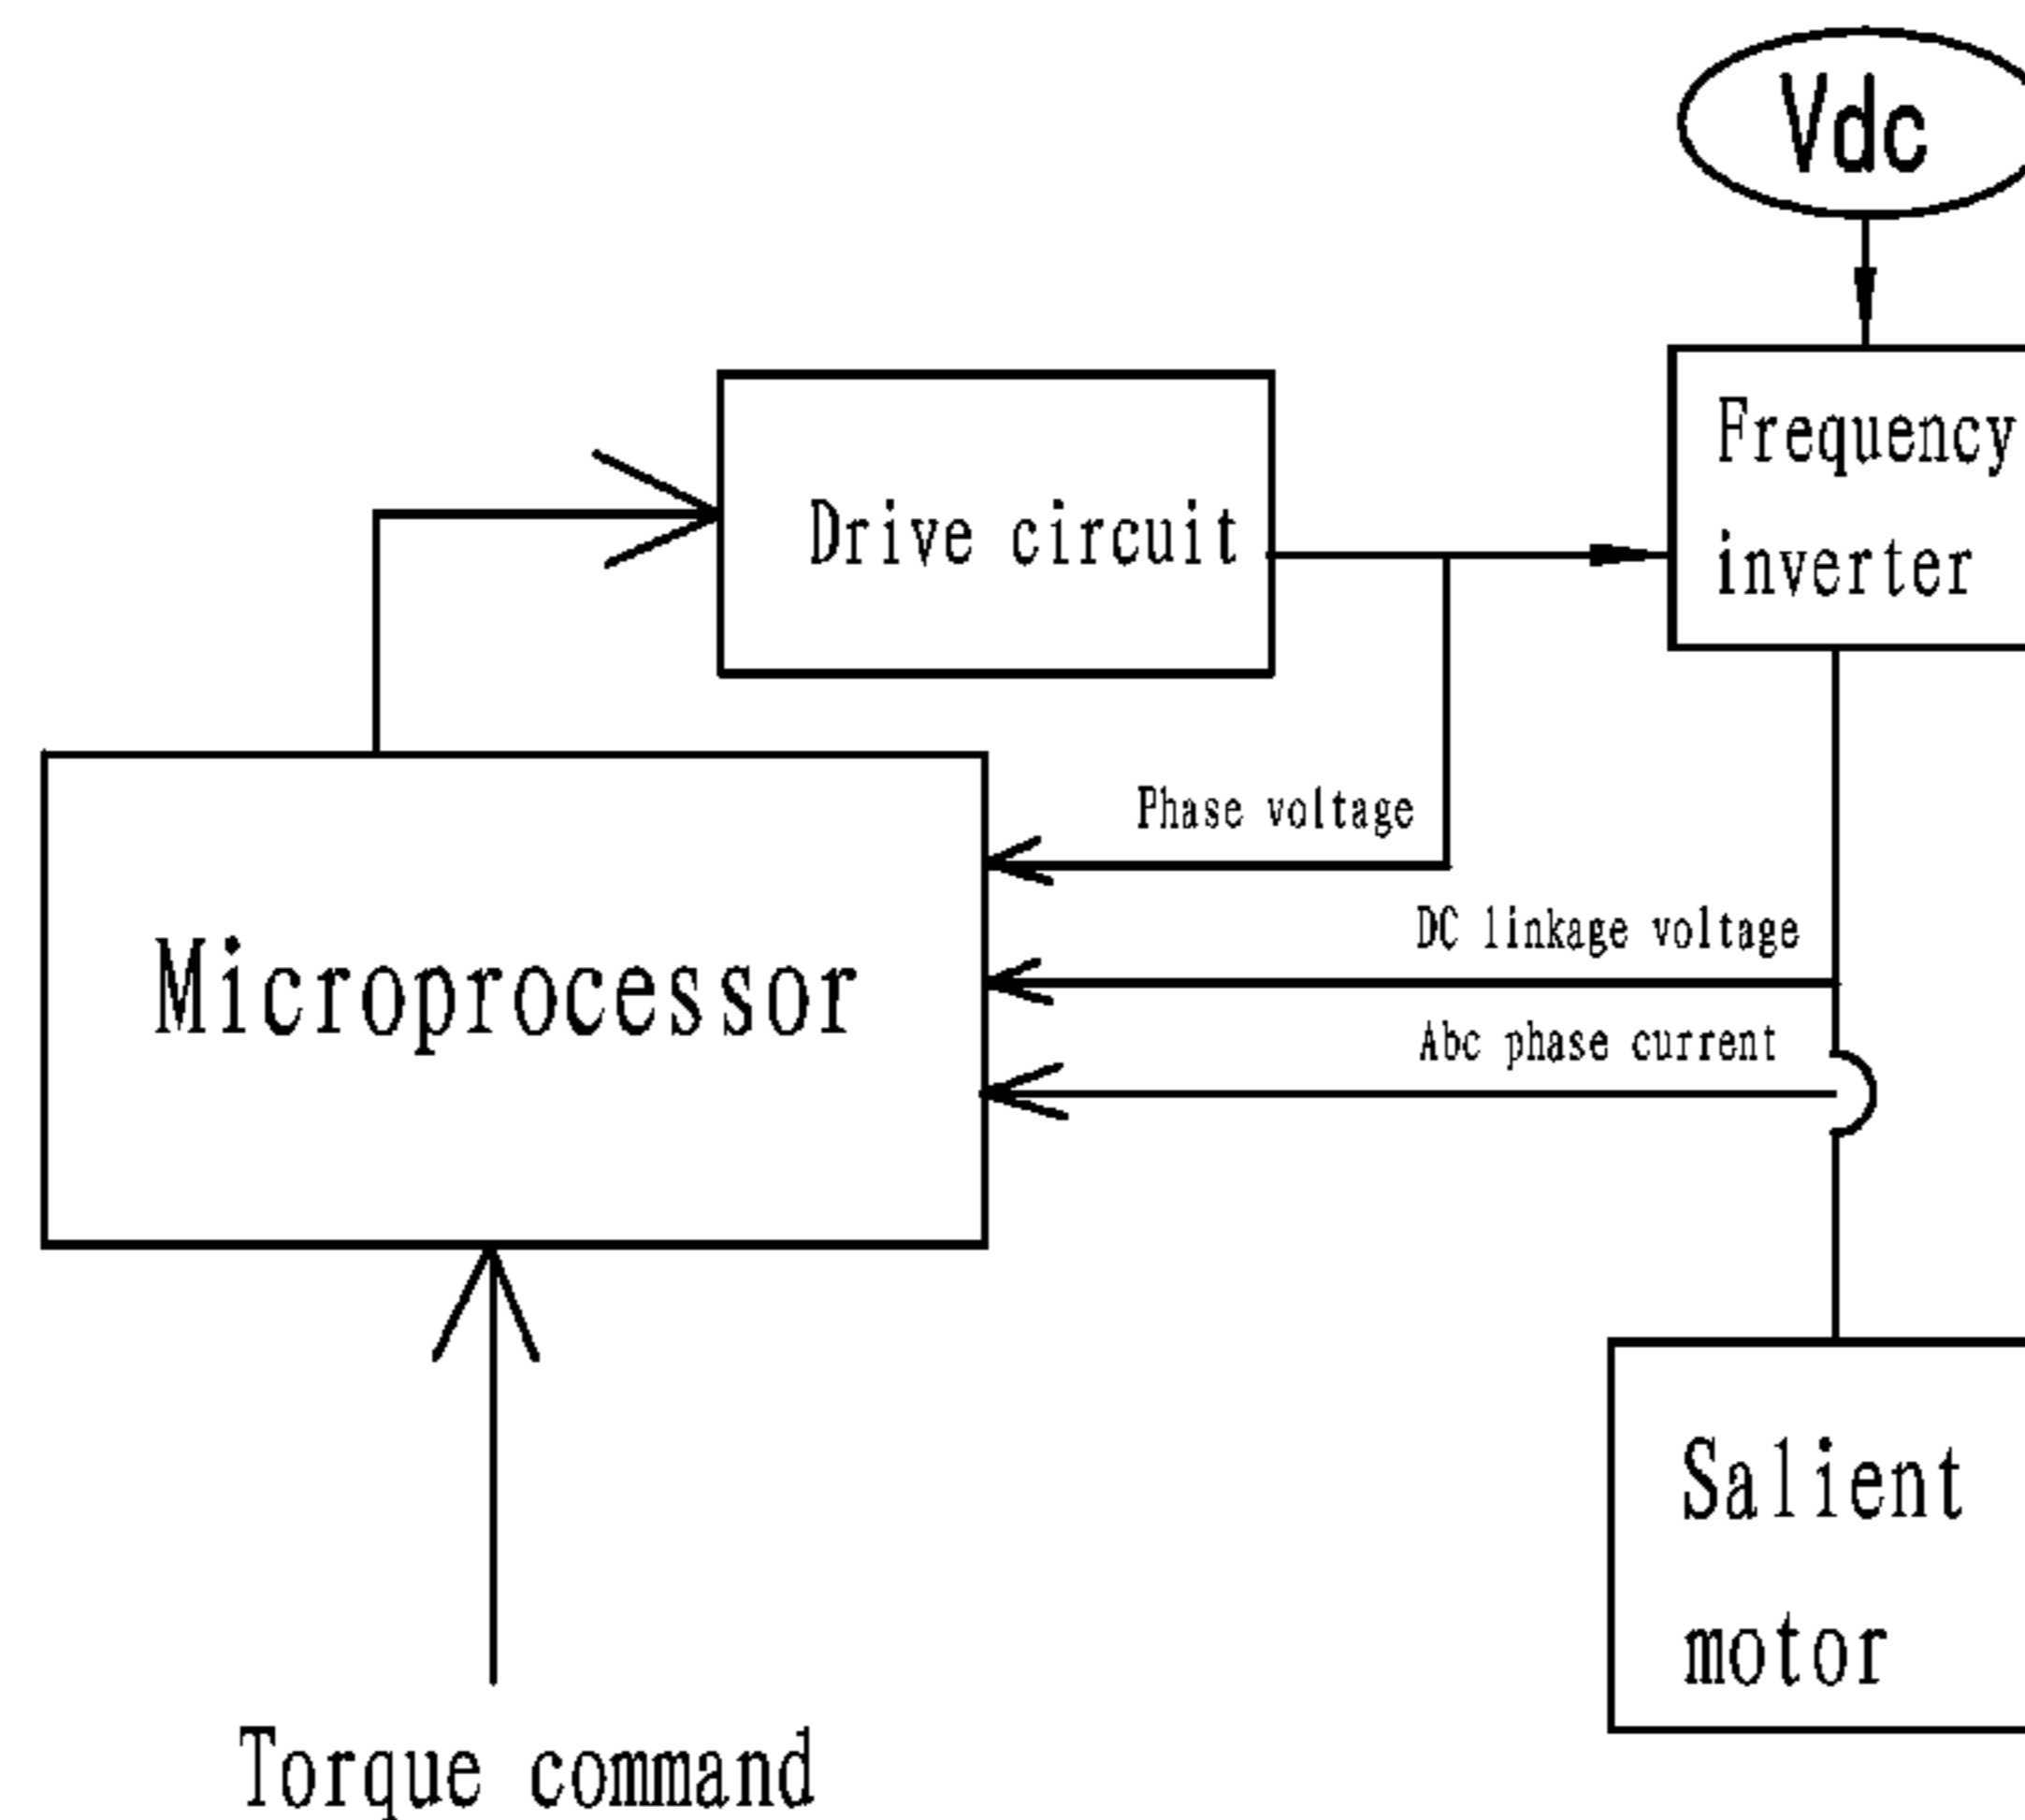 Vdc
Frequency
inverter
Drive circuit
Phase voltage
DC linkage voltage
Abc phase current
Microprocessor
Salient
motor
Torque command